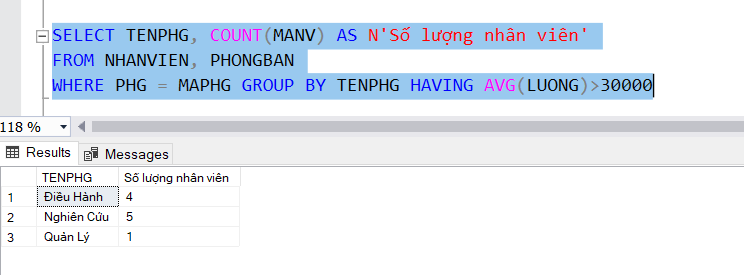 SELECT TENPHG, COUNT(MANV) AS N'Số lượng nhân viên'
FROM NHANVIEN, PHONGBAN
WHERE PHG = MAPHG GROUP BY TENPHG HAVING AVG(LUONG)>30000
118 %
Results Messages
TENPHG Số lượng nhân viên
1 Điều Hành 4
2 Nghiên Cứu 5
3 Quản Lý 1